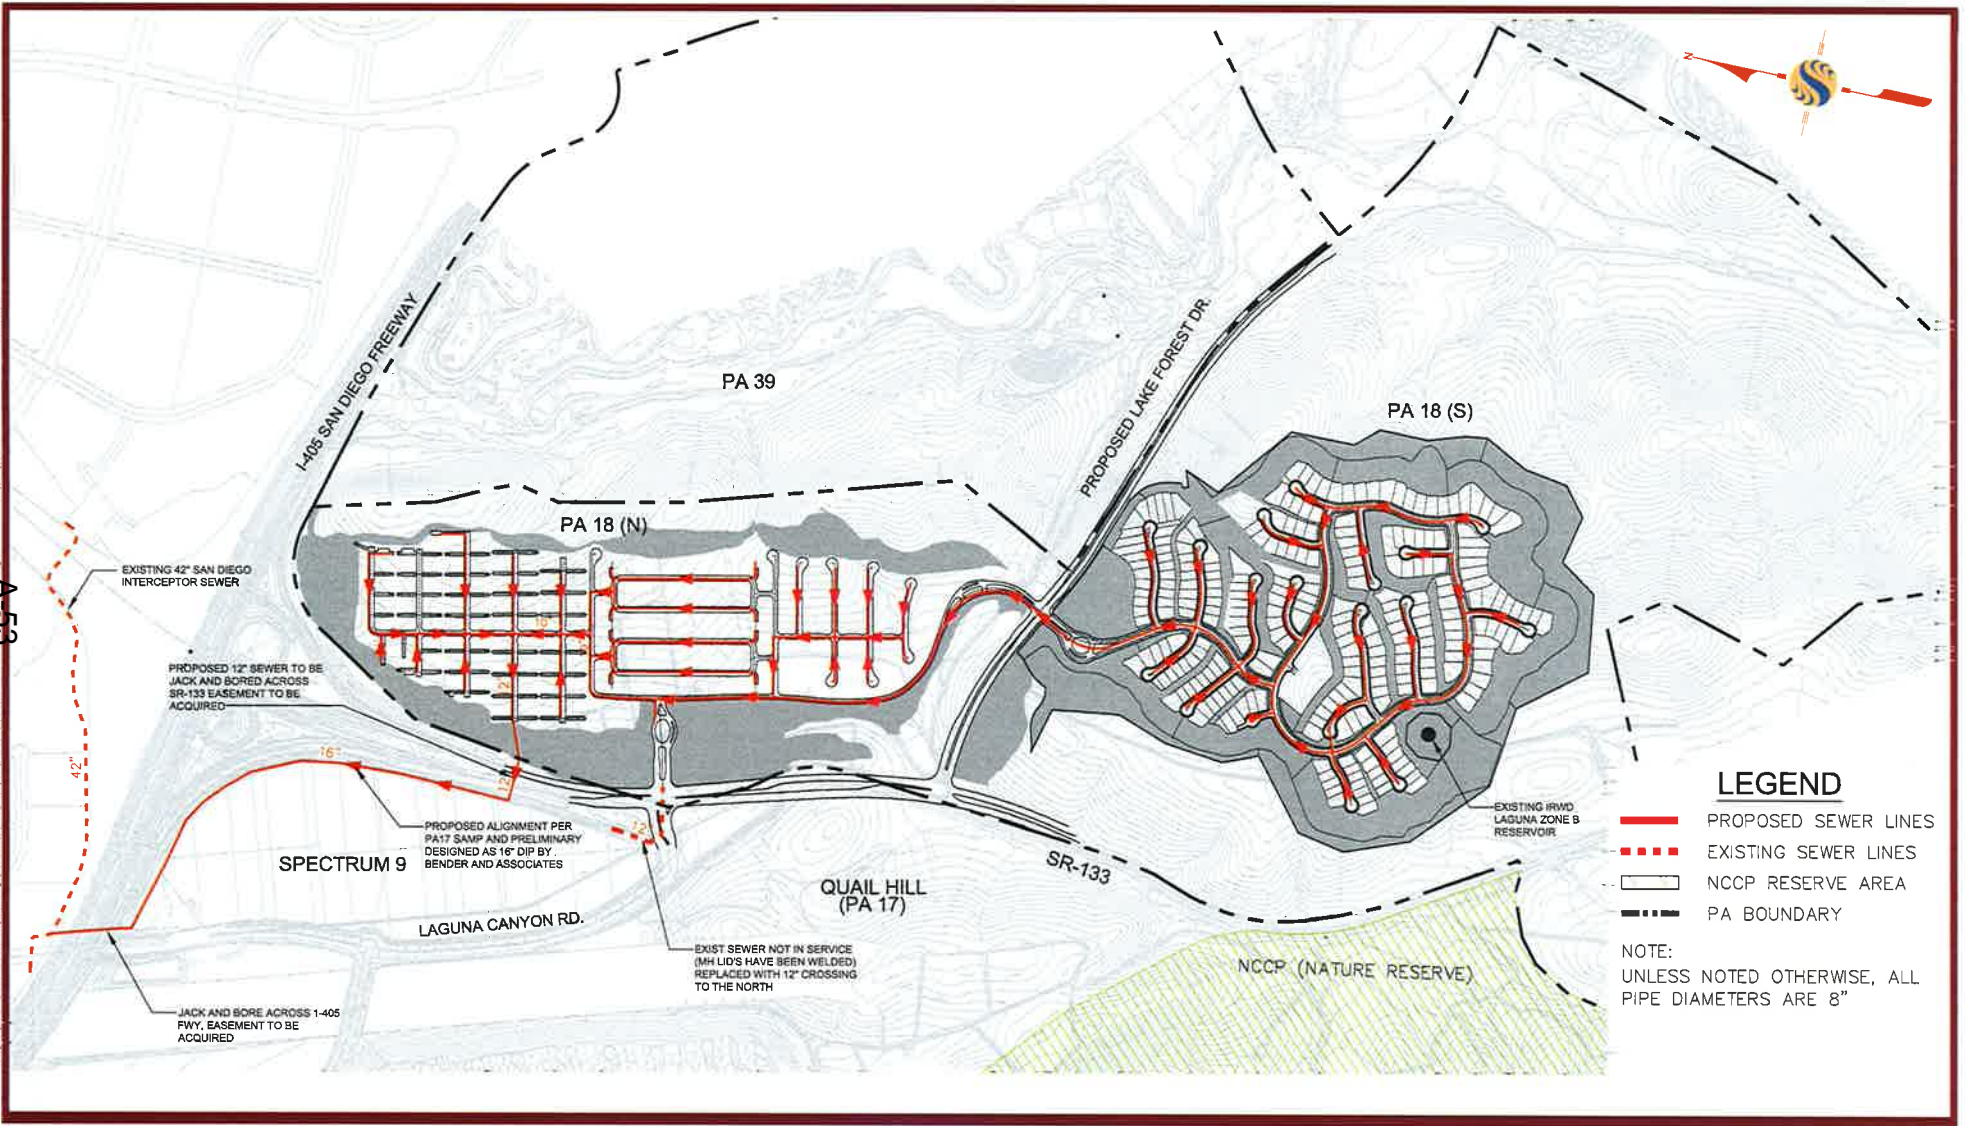 N
I-405 SAN DIEGO FREEWAY
PA 39
PROPOSED LAKE FOREST DR.
PA 18 (S)
PA 18 (N)
EXISTING 42" SAN DIEGO
INTERCEPTOR SEWER
A-53
10"
12"
PROPOSED 12" SEWER TO BE
JACK AND BORED ACROSS
SR-133 EASEMENT TO BE
ACQUIRED
42"
16"
12"
12"
PROPOSED ALIGNMENT PER
PA17 SAMP AND PRELIMINARY
DESIGNED AS 16" DIP BY
BENDER AND ASSOCIATES
SPECTRUM 9
LAGUNA CANYON RD.
QUAIL HILL
(PA 17)
SR-133
EXISTING IRWD
LAGUNA ZONE B
RESERVOIR
EXIST SEWER NOT IN SERVICE
(MH LID'S HAVE BEEN WELDED)
REPLACED WITH 12" CROSSING
TO THE NORTH
JACK AND BORE ACROSS 1-405
FWY, EASEMENT TO BE
ACQUIRED
NCCP (NATURE RESERVE)
LEGEND
PROPOSED SEWER LINES
EXISTING SEWER LINES
NCCP RESERVE AREA
PA BOUNDARY
NOTE:
UNLESS NOTED OTHERWISE, ALL
PIPE DIAMETERS ARE 8"